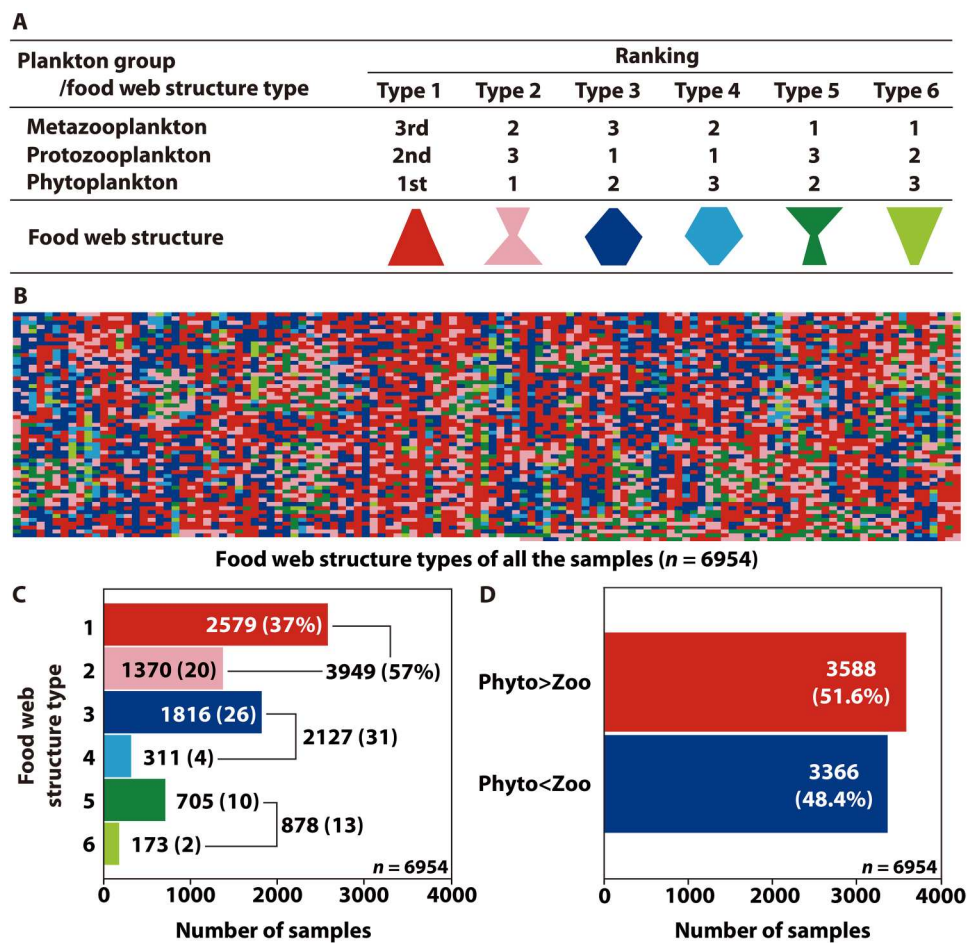 A
Plankton group
/food web structure type
Ranking
Type 1 Type 2 Type 3 Type 4 Type 5 Type 6
Metazooplankton 3rd 2 3 2 1 1
Protozooplankton 2nd 3 1 1 3 2
Phytoplankton 1st 1 2 3 2 3
Food web structure
B
Food web structure types of all the samples (n = 6954)
C
Food web
structure type
1 2579 (37%)
2 1370 (20) 3949 (57%)
3 1816 (26)
2127 (31)
4 311 (4)
5 705 (10)
878 (13)
6 173 (2)
n = 6954
0 1000 2000 3000 4000
Number of samples
D
Phyto>Zoo 3588
(51.6%)
Phyto<Zoo 3366
(48.4%)
n = 6954
0 1000 2000 3000 4000
Number of samples